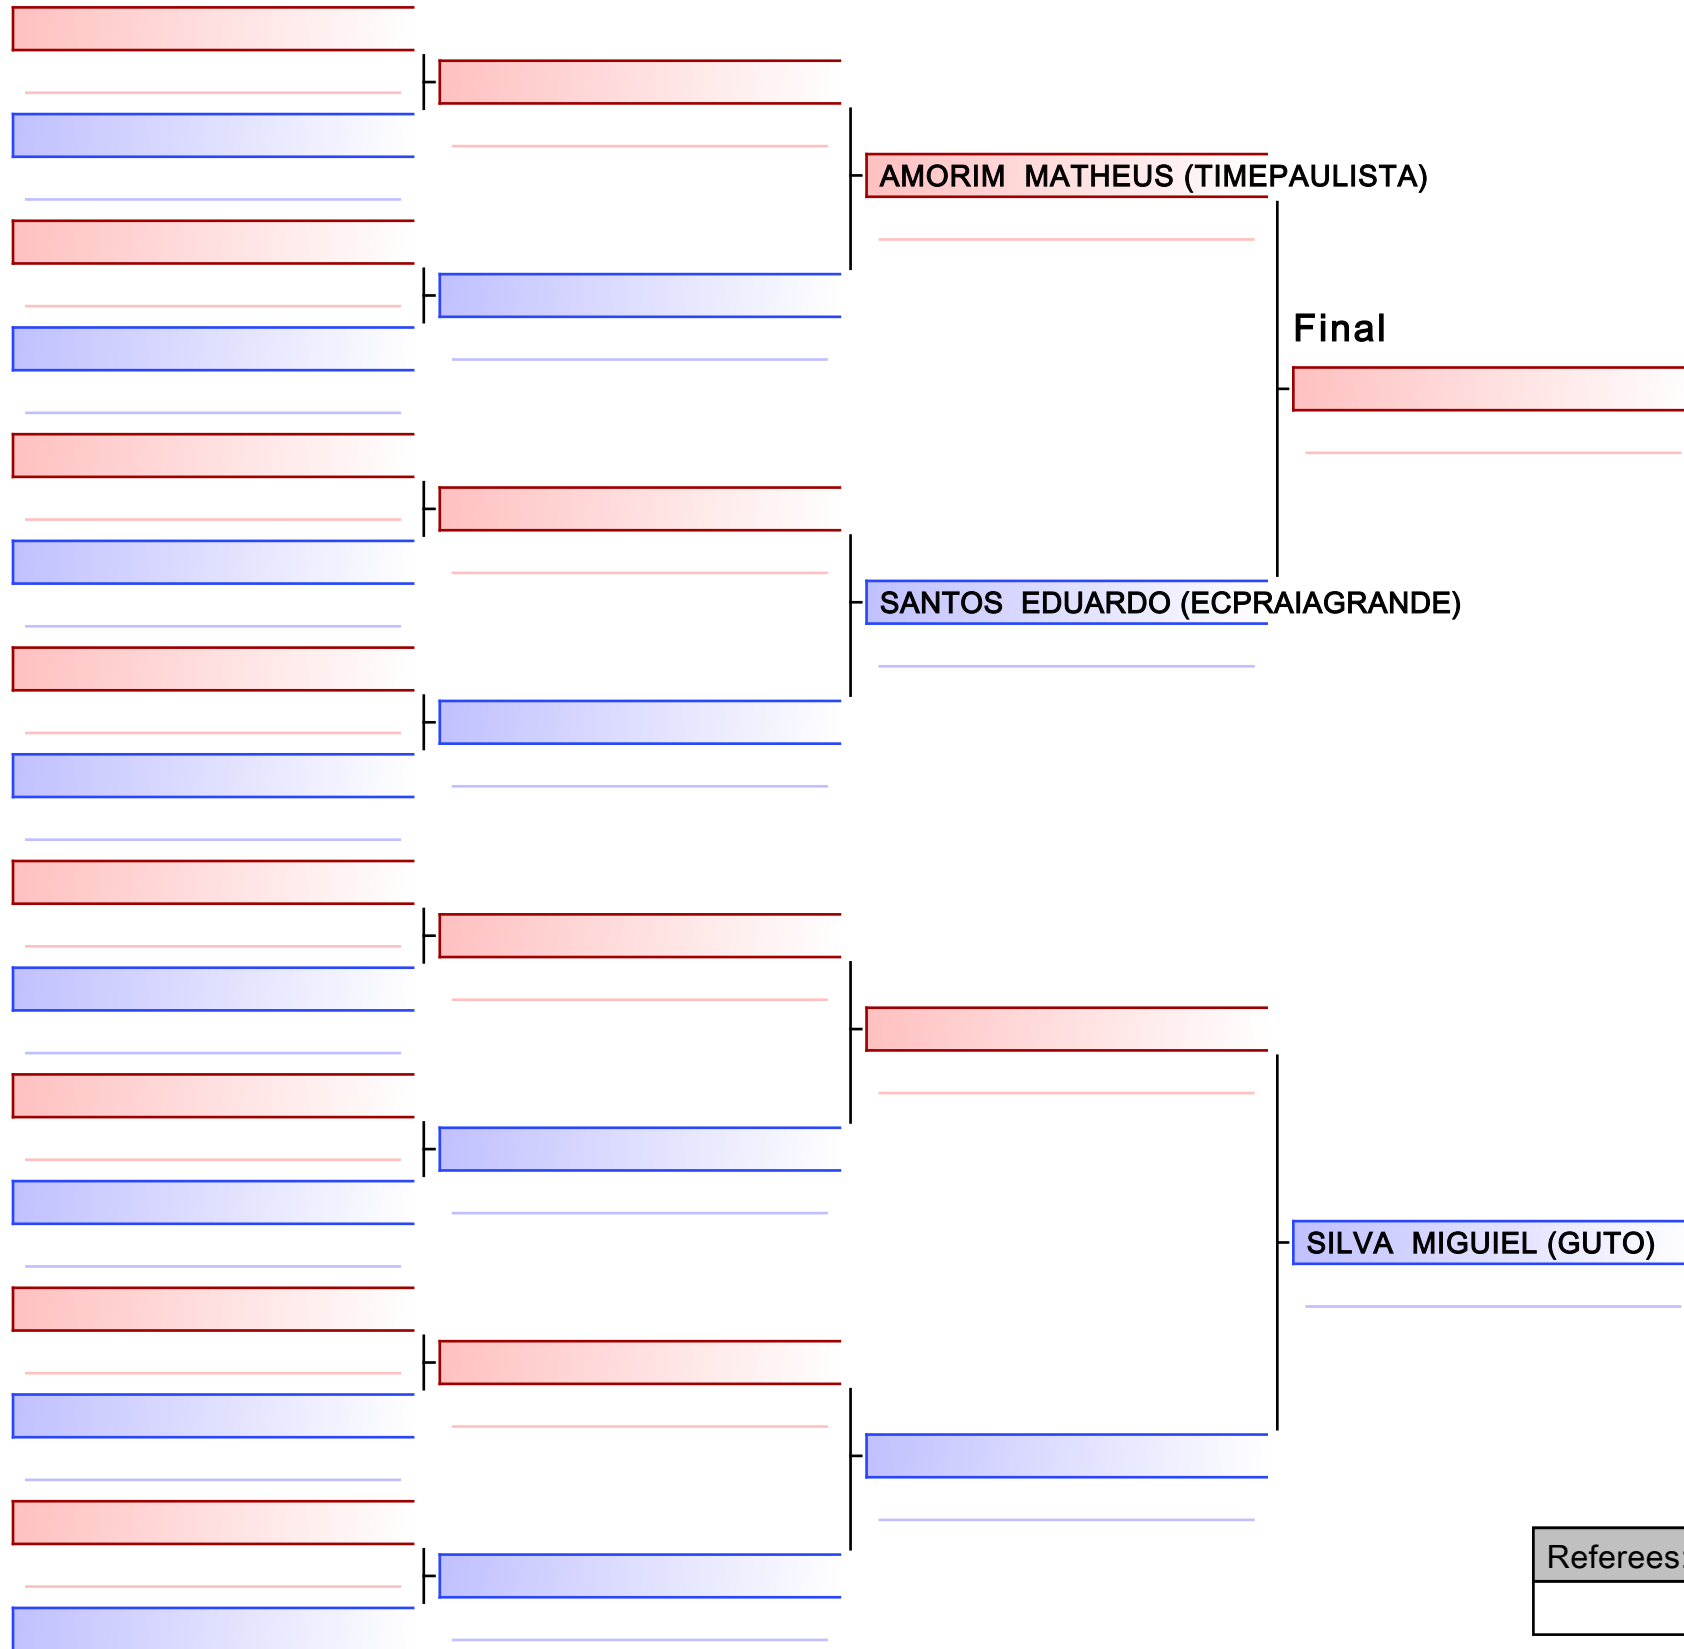 AMORIM  MATHEUS (TIMEPAULISTA)
Final
SANTOS  EDUARDO (ECPRAIAGRANDE)
SILVA  MIGUIEL (GUTO)
Referees: